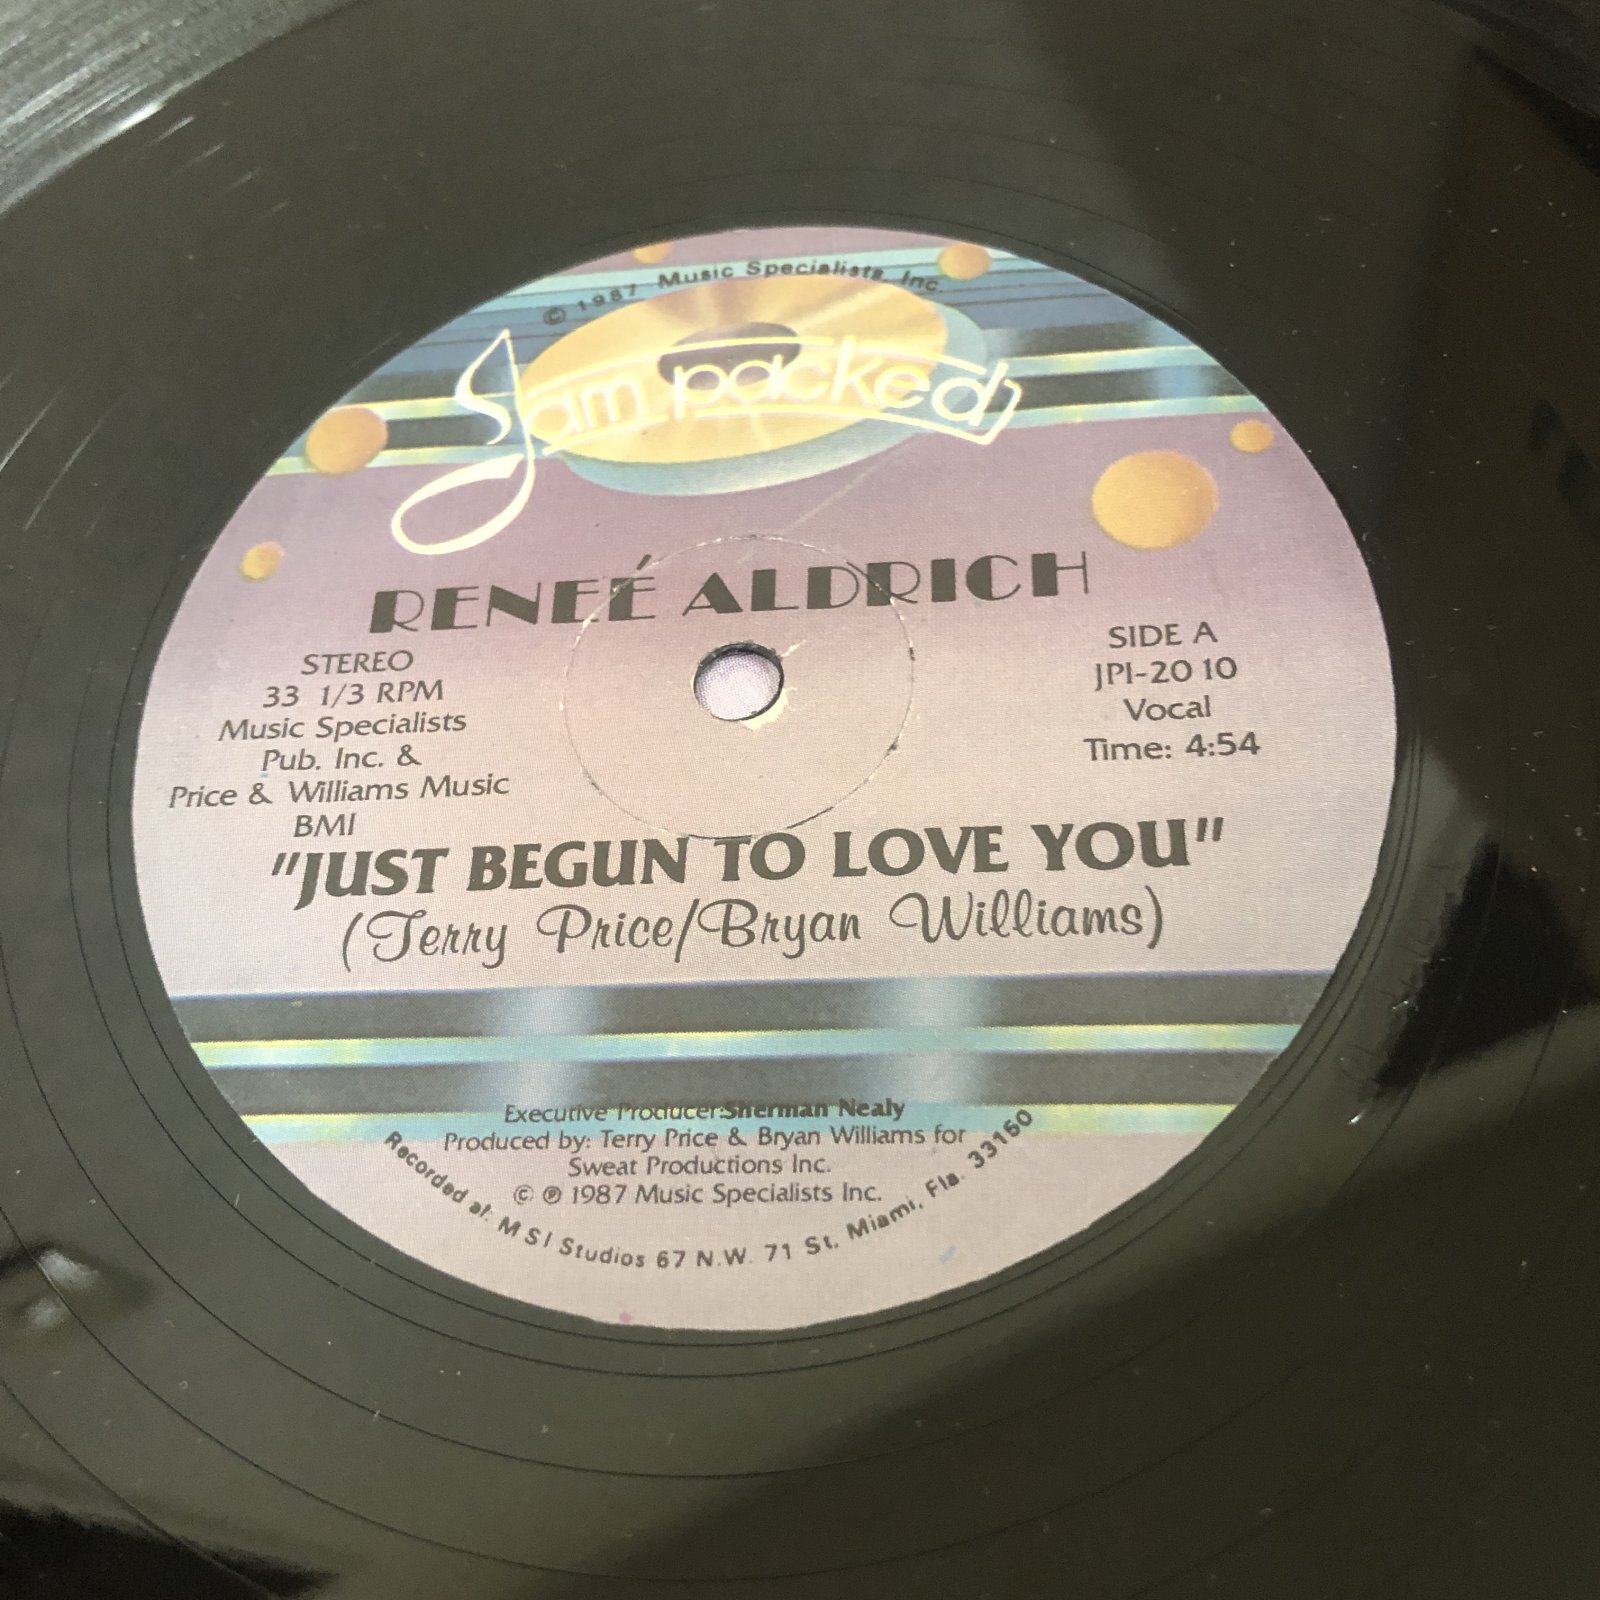 © 1987 Music Specialists, Inc.
Jam packed
RENEÉ ALDRICH
STEREO
33 1/3 RPM
Music Specialists
Pub. Inc. &
Price & Williams Music
BMI
SIDE A
JPI-20 10
Vocal
Time: 4:54
"JUST BEGUN TO LOVE YOU"
(Terry Price/Bryan Williams)
Executive Producer:Sherman Nealy
Produced by: Terry Price & Bryan Williams for
Sweat Productions Inc.
© ℗ 1987 Music Specialists Inc.
Recorded at: M S I Studios 67 N.W. 71 St. Miami, Fla. 33150